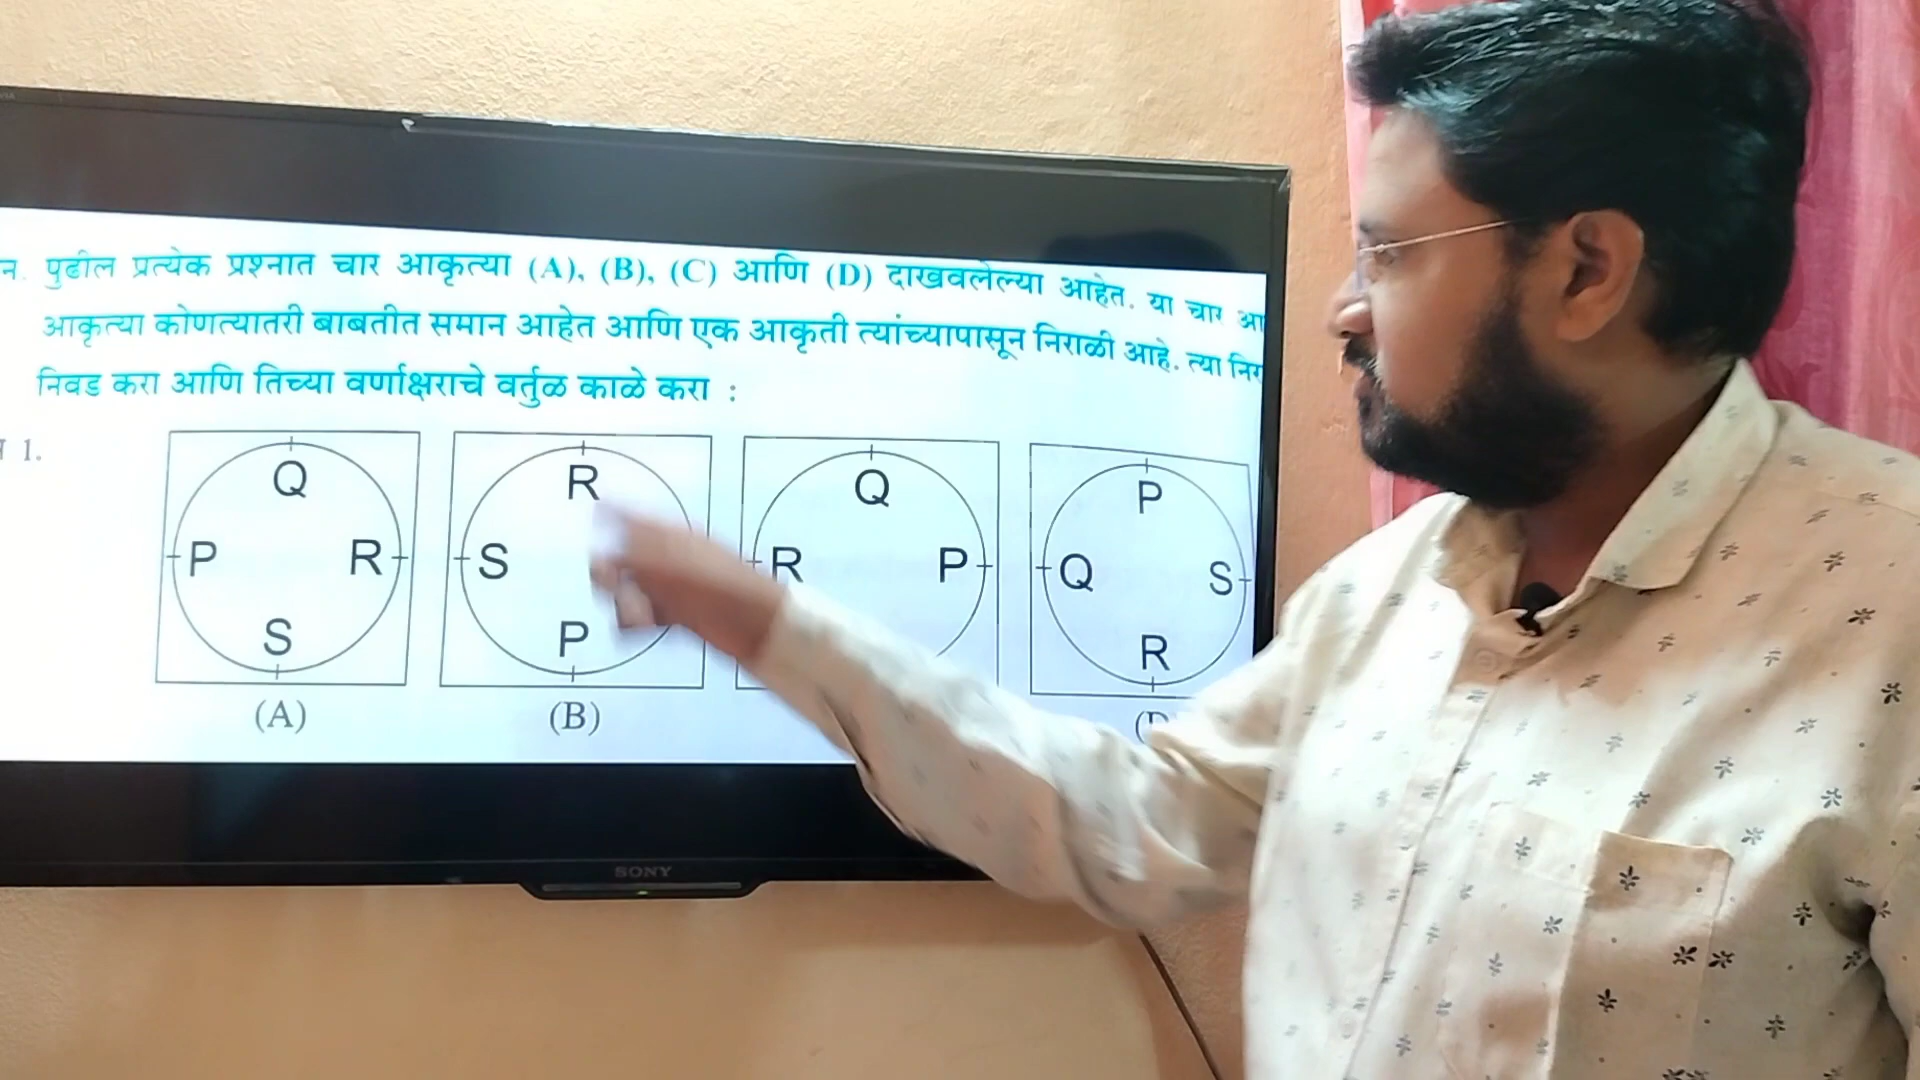 न. पुढील प्रत्येक प्रश्नात चार आकृत्या (A), (B), (C) आणि (D) दाखवलेल्या आहेत. या चार
आकृत्या कोणत्यातरी बाबतीत समान आहेत आणि एक आकृती त्यांच्यापासून निराळी आहे. त्या
निवड करा आणि तिच्या वर्णाक्षराचे वर्तुळ काळे करा :
1.
Q R Q P
P R S R P Q S
S P R
(A) (B)
SONY